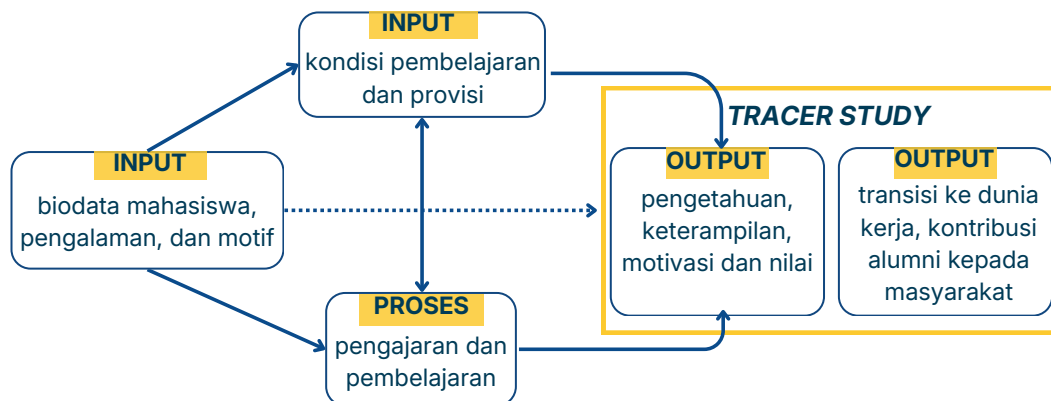 INPUT
kondisi pembelajaran
dan provisi
INPUT
biodata mahasiswa,
pengalaman, dan motif
PROSES
pengajaran dan
pembelajaran
TRACER STUDY
OUTPUT
pengetahuan,
keterampilan,
motivasi dan nilai
OUTPUT
transisi ke dunia
kerja, kontribusi
alumni kepada
masyarakat